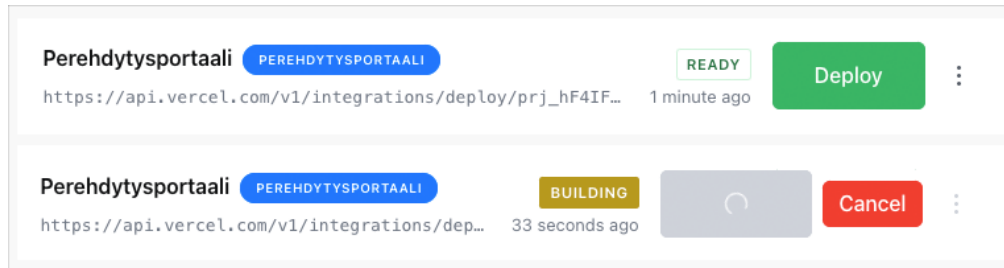 Perehdytysportaali PEREHDYTYSPORTAALI READY Deploy
https://api.vercel.com/v1/integrations/deploy/prj_hF4IF… 1 minute ago
Perehdytysportaali PEREHDYTYSPORTAALI BUILDING Cancel
https://api.vercel.com/v1/integrations/dep… 33 seconds ago